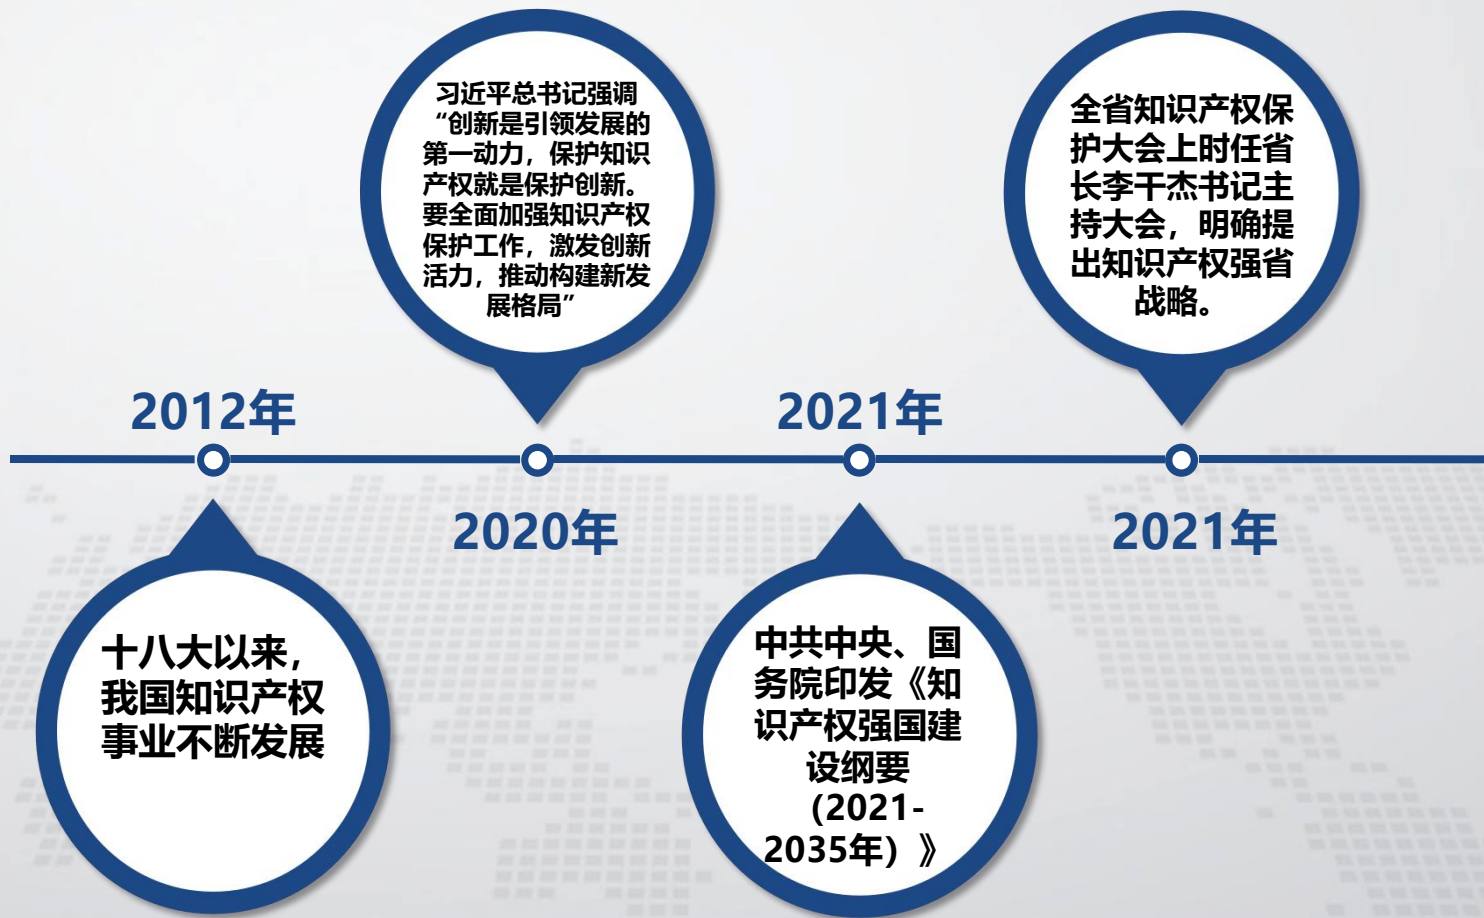 习近平总书记强调
“创新是引领发展的
第一动力，保护知识
产权就是保护创新。
要全面加强知识产权
保护工作，激发创新
活力，推动构建新发
展格局”
全省知识产权保
护大会上时任省
长李干杰书记主
持大会，明确提
出知识产权强省
战略。
2012年
2021年
2020年
2021年
十八大以来，
我国知识产权
事业不断发展
中共中央、国
务院印发《知
识产权强国建
设纲要
（2021-
2035年）》